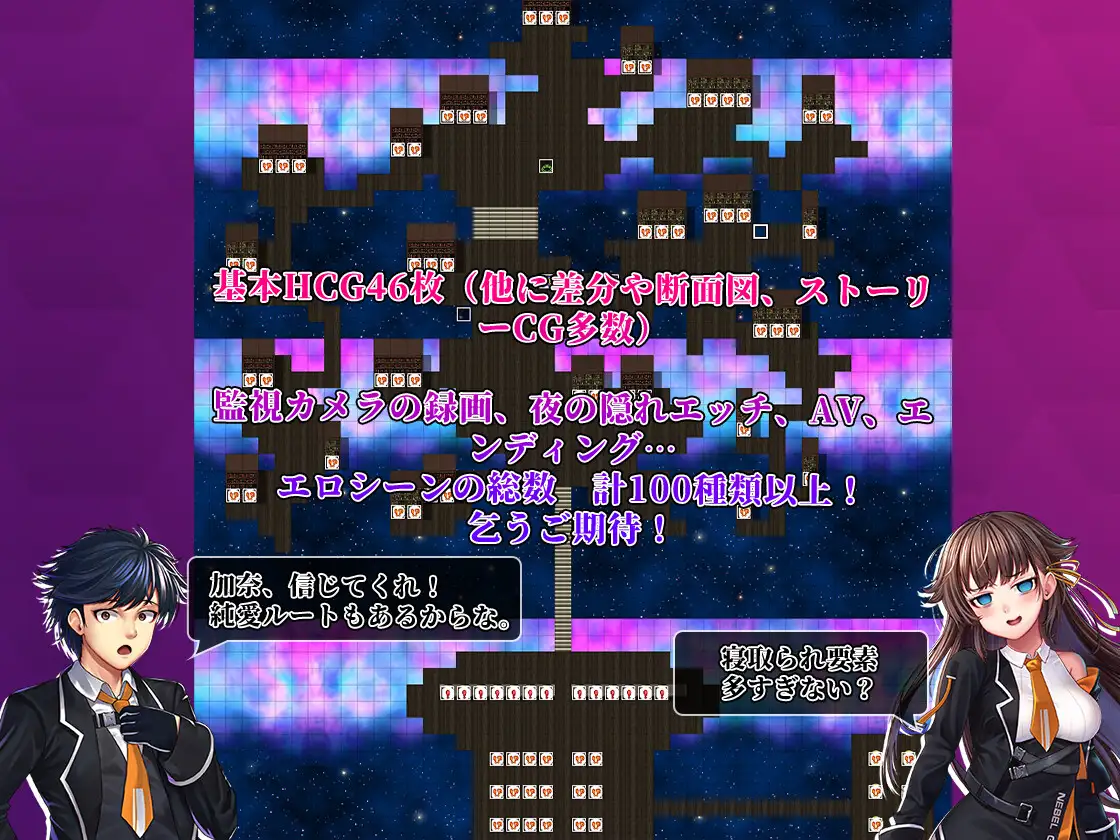 基本HCG46枚（他に差分や断面図、ストーリ
ーCG多数）
監視カメラの録画、夜の隠れエッチ、AV、エ
ンディング…
エロシーンの総数　計100種類以上！
乞うご期待！
加奈、信じてくれ！
純愛ルートもあるからな。
寝取られ要素
多すぎない？
NEBEL